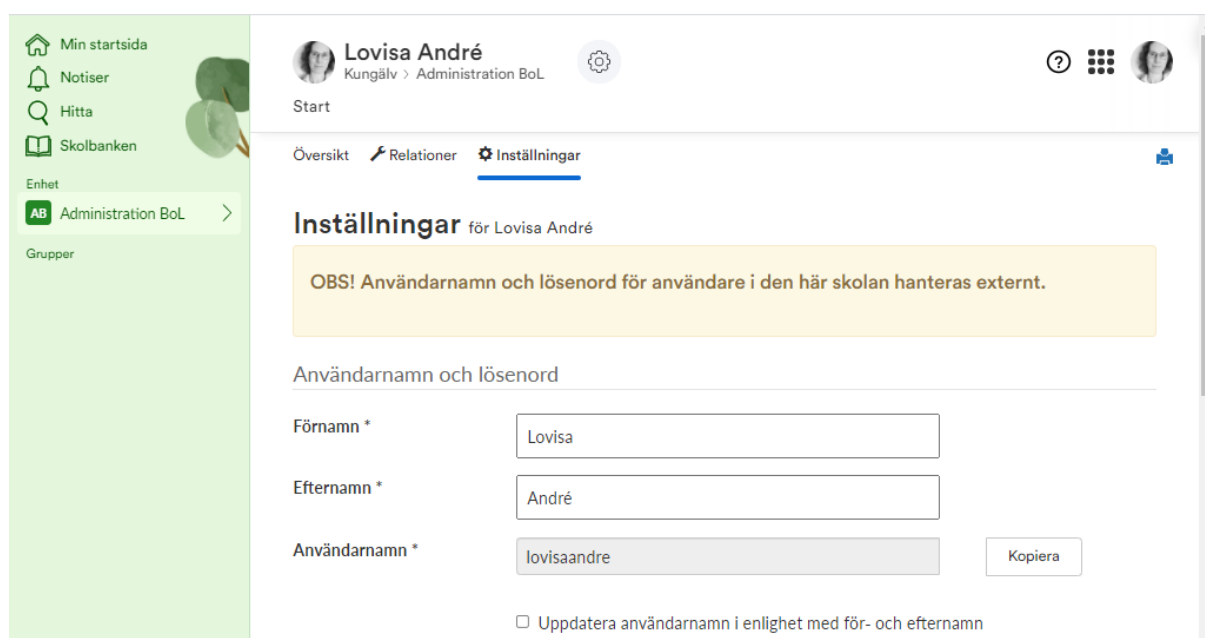 Min startsida
Notiser
Hitta
Skolbanken
Enhet
AB Administration BoL
Grupper
Lovisa André
Kungälv > Administration BoL
Start
Översikt Relationer Inställningar
Inställningar för Lovisa André
OBS! Användarnamn och lösenord för användare i den här skolan hanteras externt.
Användarnamn och lösenord
Förnamn * Lovisa
Efternamn * André
Användarnamn * lovisaandre Kopiera
Uppdatera användarnamn i enlighet med för- och efternamn